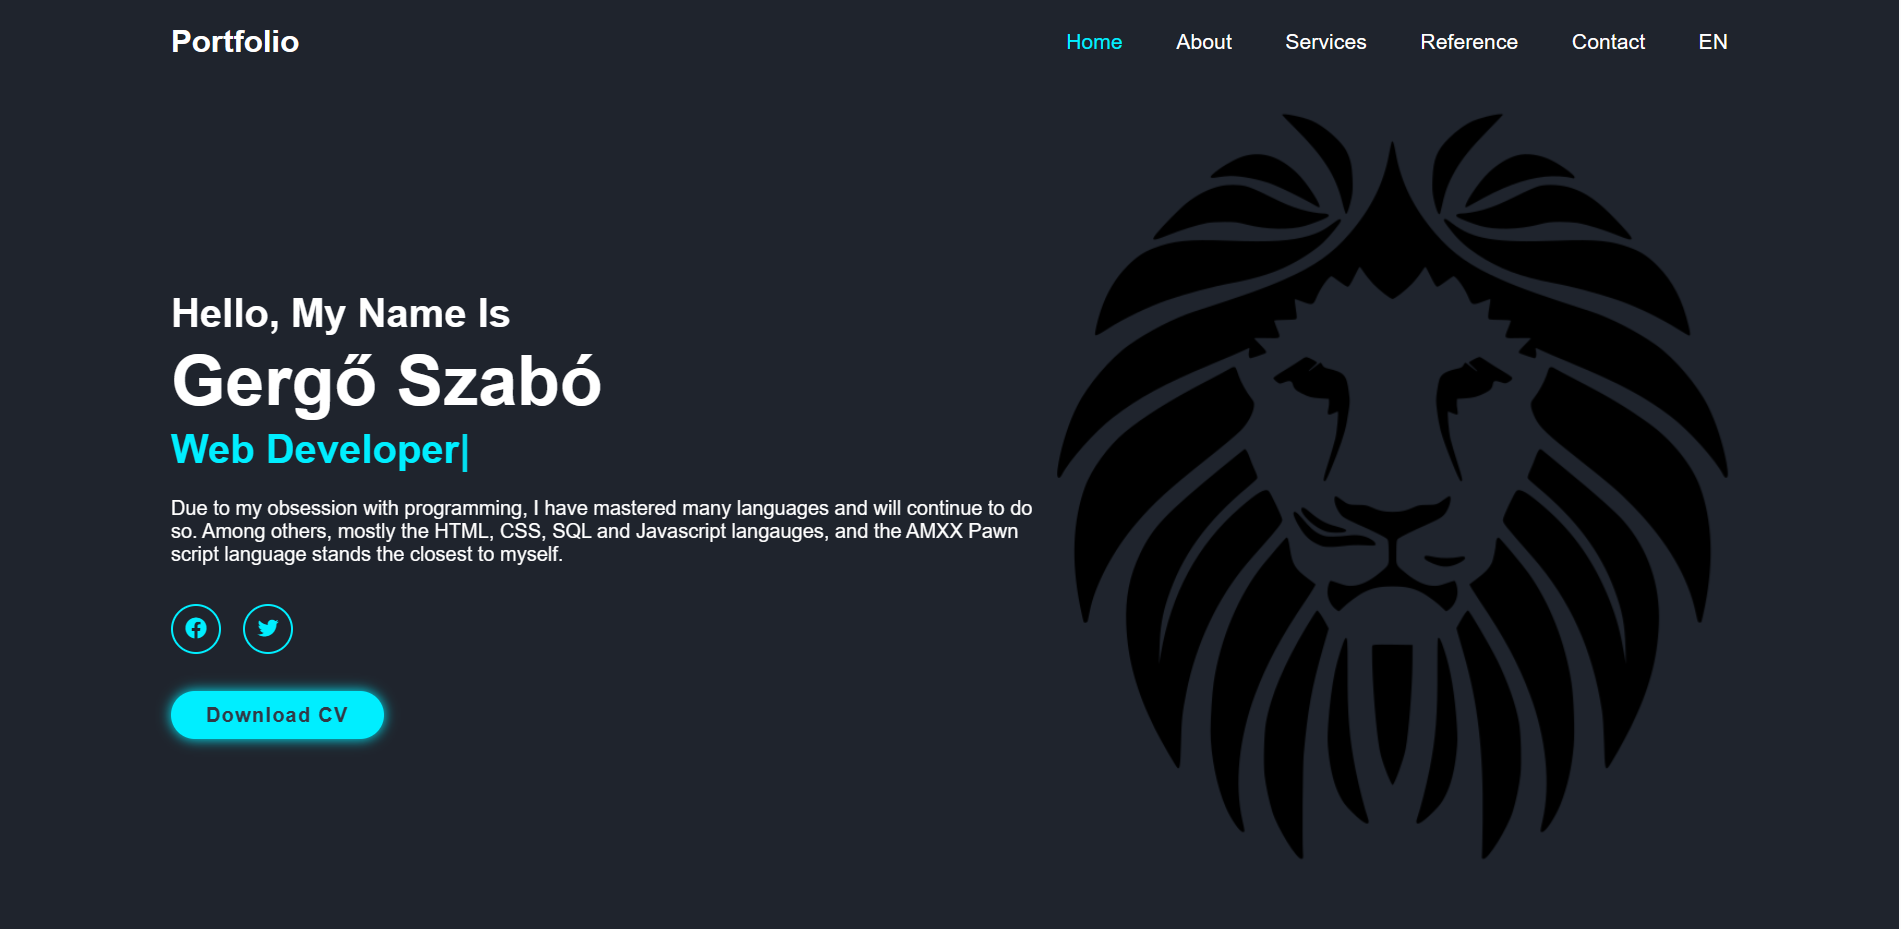 Portfolio
Home About Services Reference Contact EN
Hello, My Name Is
Gergő Szabó
Web Developer|
Due to my obsession with programming, I have mastered many languages and will continue to do
so. Among others, mostly the HTML, CSS, SQL and Javascript langauges, and the AMXX Pawn
script language stands the closest to myself.
Download CV